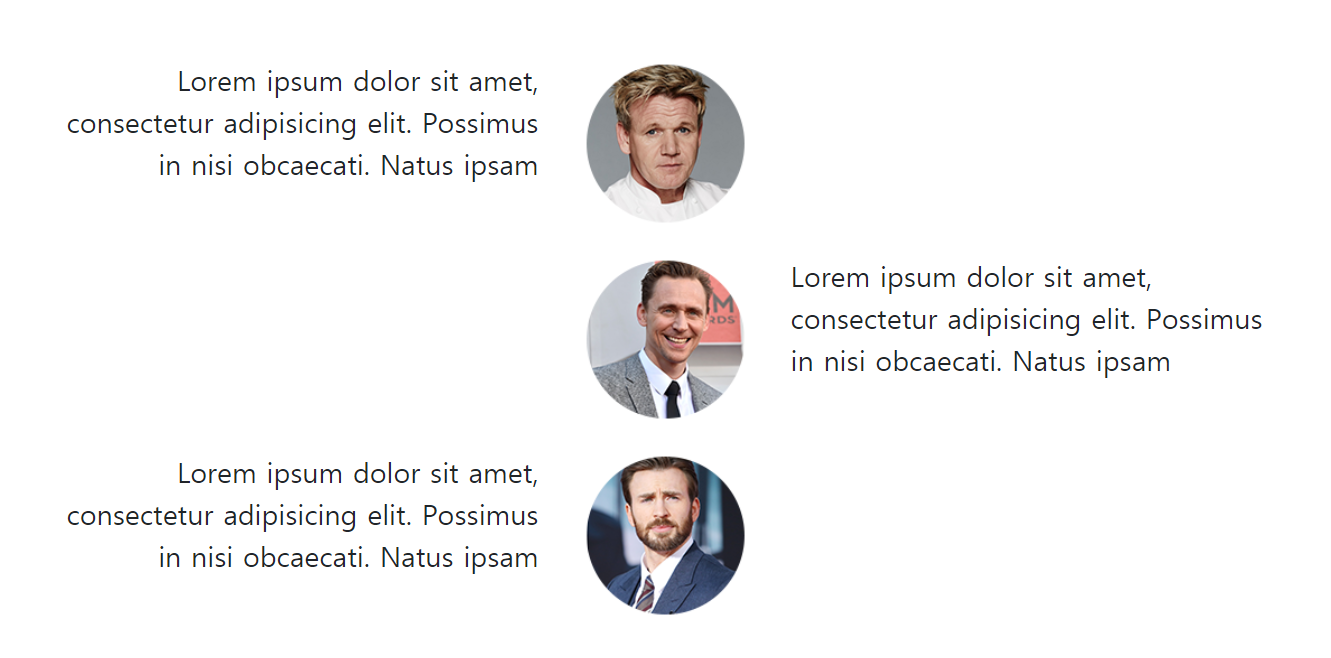 Lorem ipsum dolor sit amet,
consectetur adipisicing elit. Possimus
in nisi obcaecati. Natus ipsam
Lorem ipsum dolor sit amet,
consectetur adipisicing elit. Possimus
in nisi obcaecati. Natus ipsam
Lorem ipsum dolor sit amet,
consectetur adipisicing elit. Possimus
in nisi obcaecati. Natus ipsam